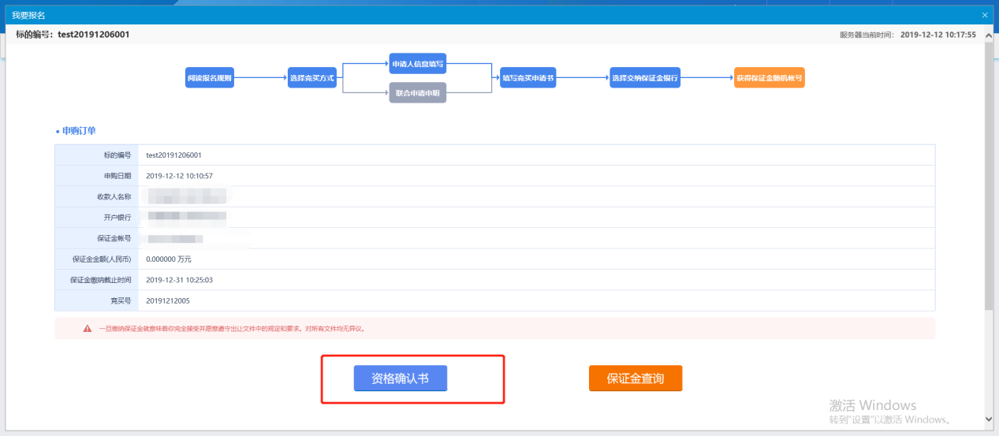 我要报名
标的编号：test20191206001
服务器当前时间： 2019-12-12 10:17:55
阅读报名规则
选择竞买方式
申请人信息填写
联合申请申明
填写竞买申请书
选择交纳保证金银行
获得保证金随机帐号
申购订单
标的编号 test20191206001
申购日期 2019-12-12 10:10:57
收款人名称
开户银行
保证金帐号
保证金金额(人民币) 0.000000 万元
保证金缴纳截止时间 2019-12-31 10:25:03
竞买号 20191212005
一旦缴纳保证金就意味着你完全接受并愿意遵守出让文件中的规定和要求。对所有文件均无异议。
资格确认书 保证金查询
激活 Windows
转到"设置"以激活 Windows。